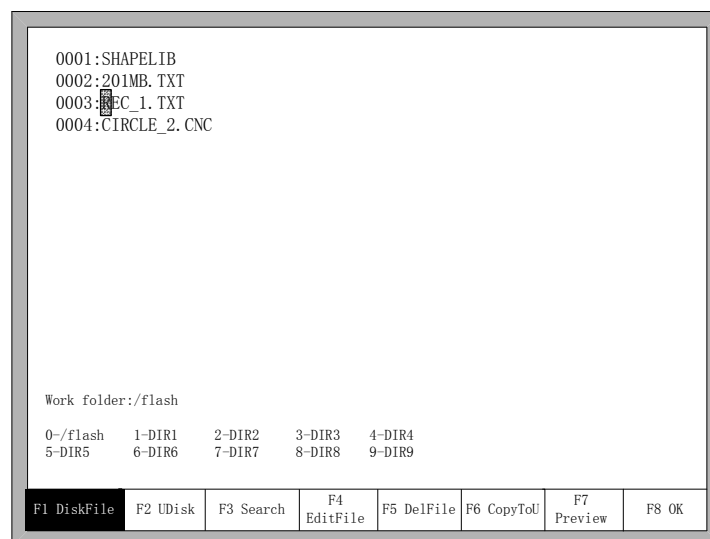 0001:SHAPELIB
0002:201MB.TXT
0003:REC_1.TXT
0004:CIRCLE_2.CNC
Work folder:/flash
0-/flash 1-DIR1 2-DIR2 3-DIR3 4-DIR4
5-DIR5 6-DIR6 7-DIR7 8-DIR8 9-DIR9
F1 DiskFile F2 UDisk F3 Search F4 EditFile F5 DelFile F6 CopyToU F7 Preview F8 OK